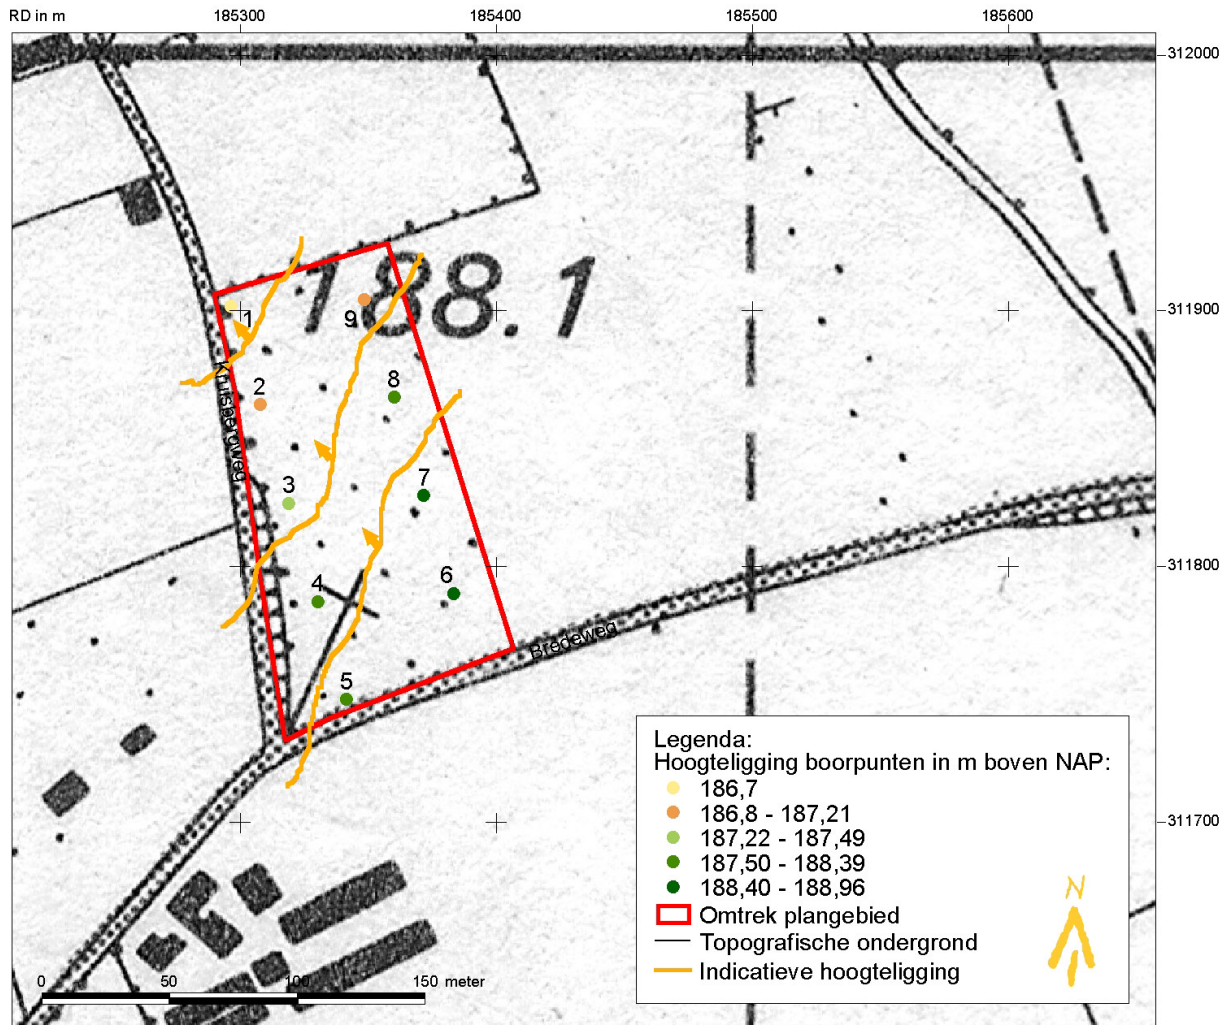 RD in m 185300 185400 185500 185600
312000
188.1
311900
1
9
2
8
Kruisbergweg
3
7
311800
4
6
Bredeweg
5
Legenda:
Hoogteligging boorpunten in m boven NAP:
186,7
186,8 - 187,21
187,22 - 187,49
187,50 - 188,39
188,40 - 188,96
Omtrek plangebied
Topografische ondergrond
Indicatieve hoogteligging
N
311700
0 50 100 150 meter